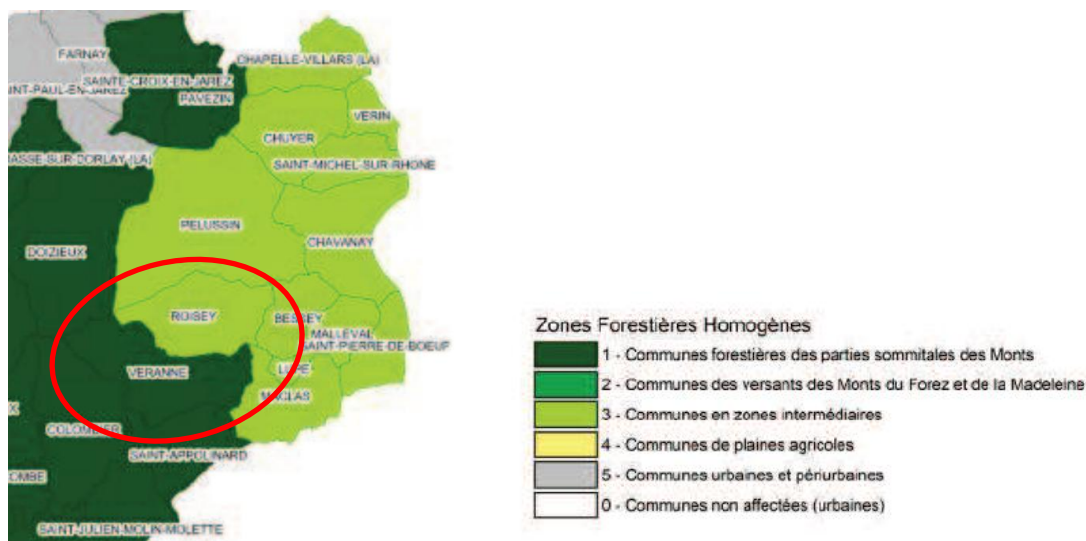 FARNAY
CHAPELLE-VILLARS (LA)
SAINTE-CROIX-EN-JAREZ
INT-PAUL-EN-JAREZ
PAVEZIN
VERIN
CHUYER
ASSE-SUR-DORLAY (LA)
SAINT-MICHEL-SUR-RHONE
PELUSSIN
CHAVANAY
DOIZIEUX
ROISEY
BESSEY
MALLEVAL
SAINT-PIERRE-DE-BOEUF
LUPE
VERANNE
MACLAS
X
COLOMBIER
SAINT-APPOLINARD
OMBE
SAINT-JULIEN-MOLIN-MOLETTE
Zones Forestières Homogènes
1 - Communes forestières des parties sommitales des Monts
2 - Communes des versants des Monts du Forez et de la Madeleine
3 - Communes en zones intermédiaires
4 - Communes de plaines agricoles
5 - Communes urbaines et périurbaines
0 - Communes non affectées (urbaines)